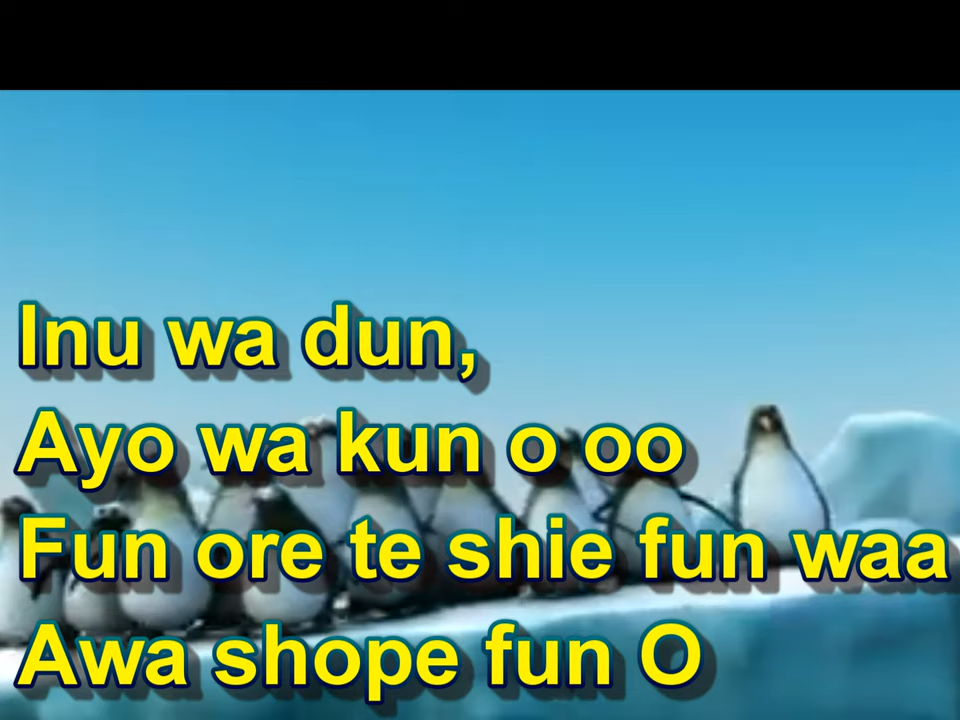 Inu wa dun,
Ayo wa kun o oo
Fun ore te shie fun waa
Awa shope fun O